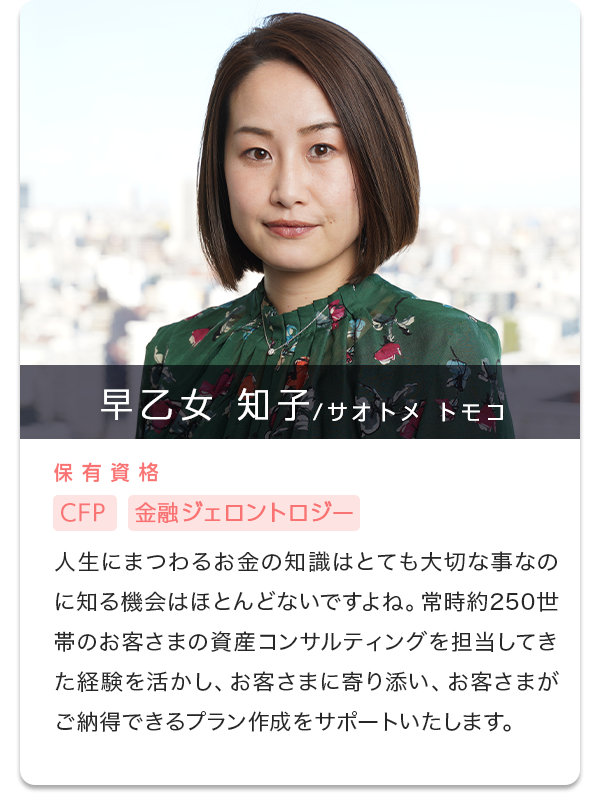 早乙女 知子/サオトメ トモコ
保有資格
CFP 金融ジェロントロジー
人生にまつわるお金の知識はとても大切な事なの
に知る機会はほとんどないですよね。常時約250世
帯のお客さまの資産コンサルティングを担当してき
た経験を活かし、お客さまに寄り添い、お客さまが
ご納得できるプラン作成をサポートいたします。